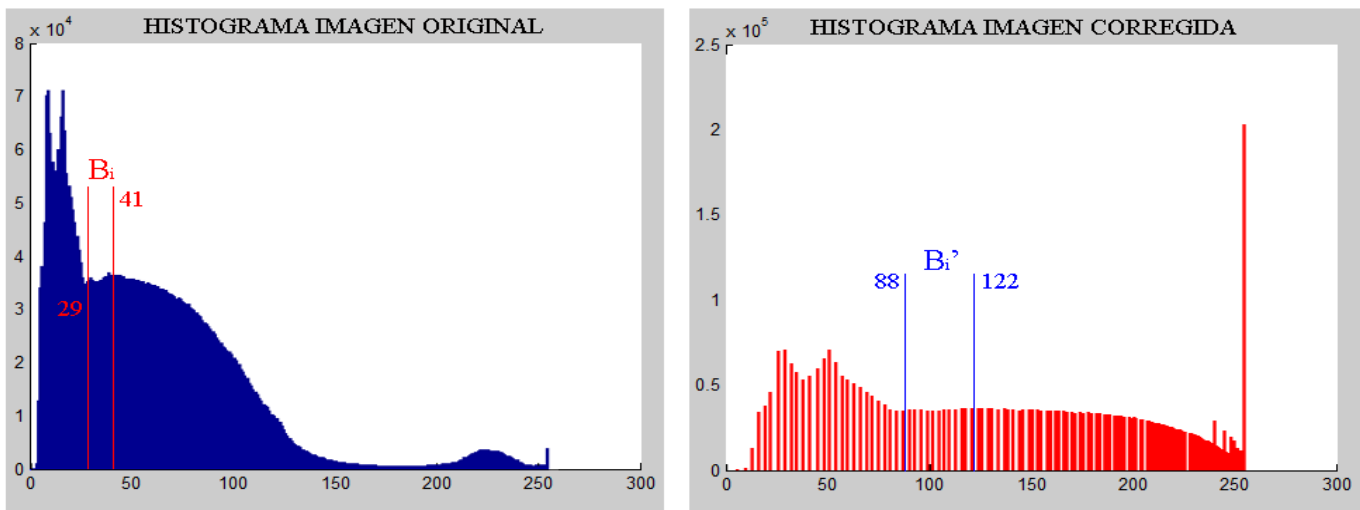 HISTOGRAMA IMAGEN ORIGINAL
x 10⁴
8
7
6
5
4
3
2
1
0
Bᵢ
41
29
0 50 100 150 200 250 300
HISTOGRAMA IMAGEN CORREGIDA
x 10⁵
2.5
2
1.5
1
0.5
0
Bᵢ’
88
122
0 50 100 150 200 250 300